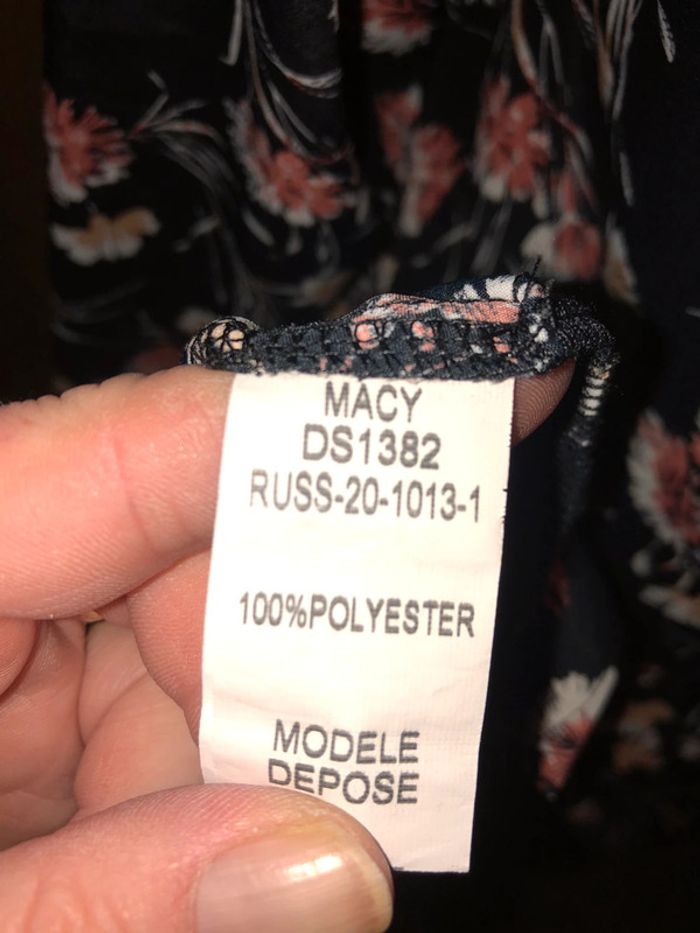 MACY
DS1382
RUSS-20-1013-1
100%POLYESTER
MODELE
DEPOSE